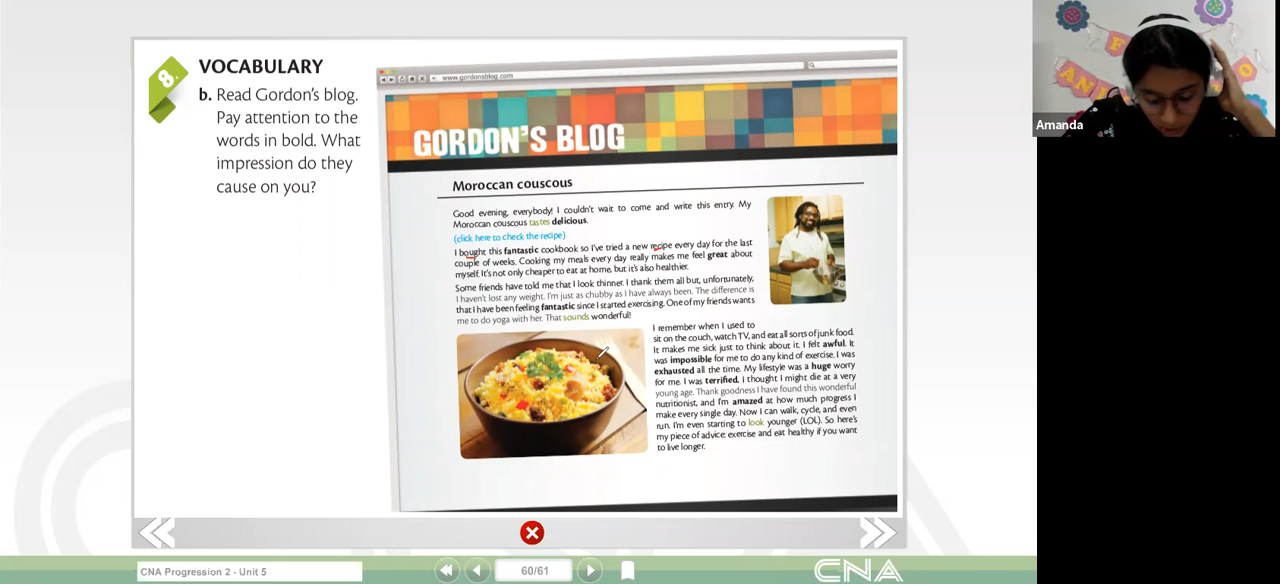 8.
VOCABULARY
b. Read Gordon's blog.
Pay attention to the
words in bold. What
impression do they
cause on you?
www.gordonsblog.com
GORDON'S BLOG
Moroccan couscous
Good evening, everybody! I couldn't wait to come and write this entry. My
Moroccan couscous tastes delicious.
(click here to check the recipe)
I bought this fantastic cookbook so I've tried a new recipe every day for the last
couple of weeks. Cooking my meals every day really makes me feel great about
myself. It's not only cheaper to eat at home, but it's also healthier.
Some friends have told me that I look thinner. I thank them all but, unfortunately,
I haven't lost any weight. I'm just as chubby as I have always been. The difference is
that I have been feeling fantastic since I started exercising. One of my friends wants
me to do yoga with her. That sounds wonderful!
I remember when I used to
sit on the couch, watch TV, and eat all sorts of junk food.
It makes me sick just to think about it. I felt awful. It
was impossible for me to do any kind of exercise. I was
exhausted all the time. My lifestyle was a huge worry
for me. I was terrified. I thought I might die at a very
young age. Thank goodness I have found this wonderful
nutritionist, and I'm amazed at how much progress I
make every single day. Now I can walk, cycle, and even
run. I'm even starting to look younger (LOL). So here's
my piece of advice: exercise and eat healthy if you want
to live longer.
Amanda
CNA Progression 2 - Unit 5
60/61
CNA